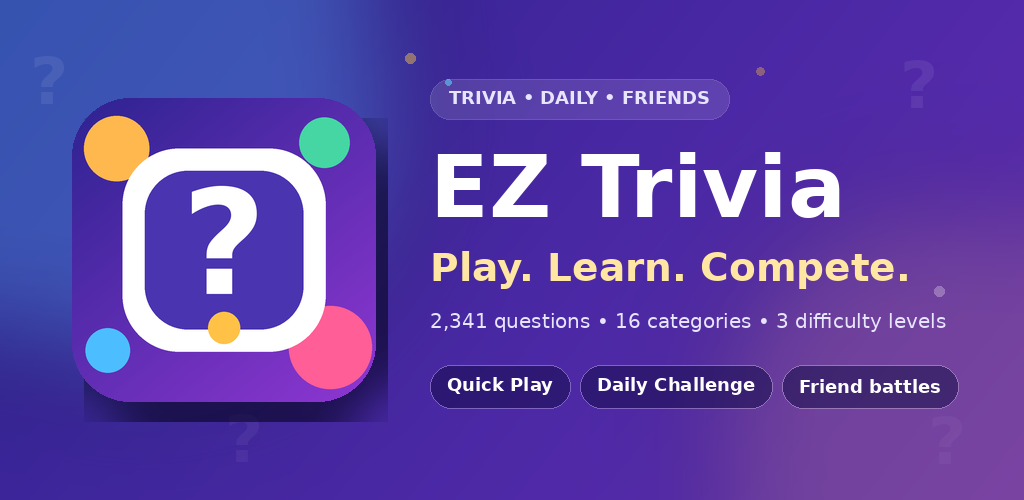 ?
?
?
?
?
TRIVIA • DAILY • FRIENDS
EZ Trivia
Play. Learn. Compete.
2,341 questions • 16 categories • 3 difficulty levels
Quick Play
Daily Challenge
Friend battles